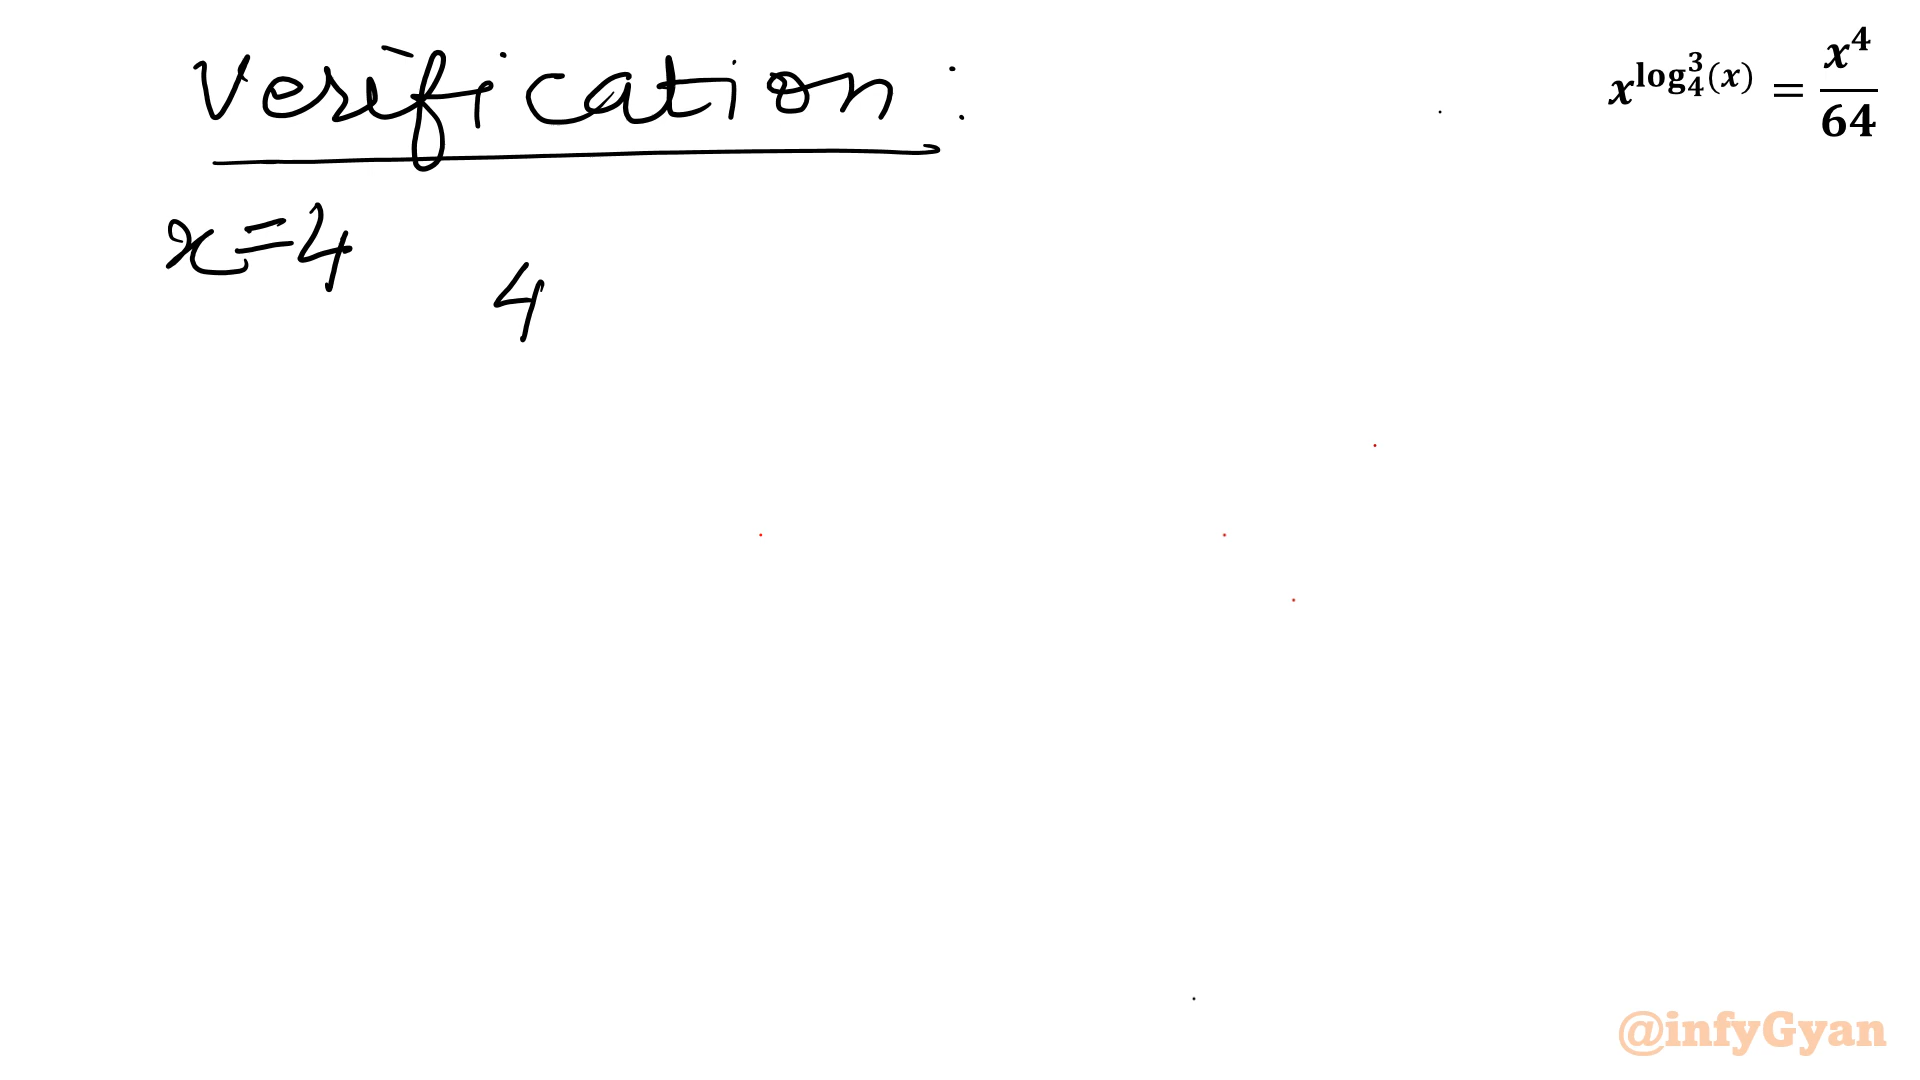 Verification :
x^{log_4^3(x)} = x^4/64
x=4
4
@infyGyan